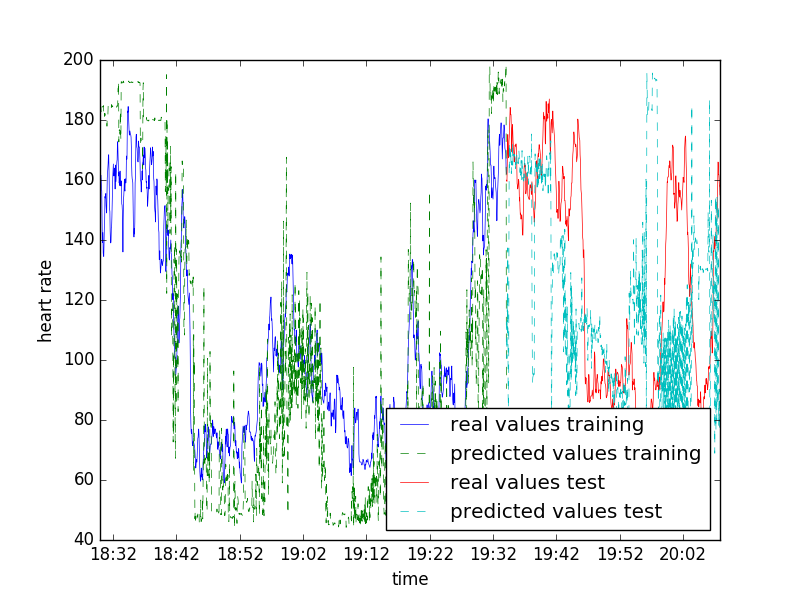 200
180
160
140
120
100
80
60
40
heart rate
real values training
predicted values training
real values test
predicted values test
18:32 18:42 18:52 19:02 19:12 19:22 19:32 19:42 19:52 20:02
time